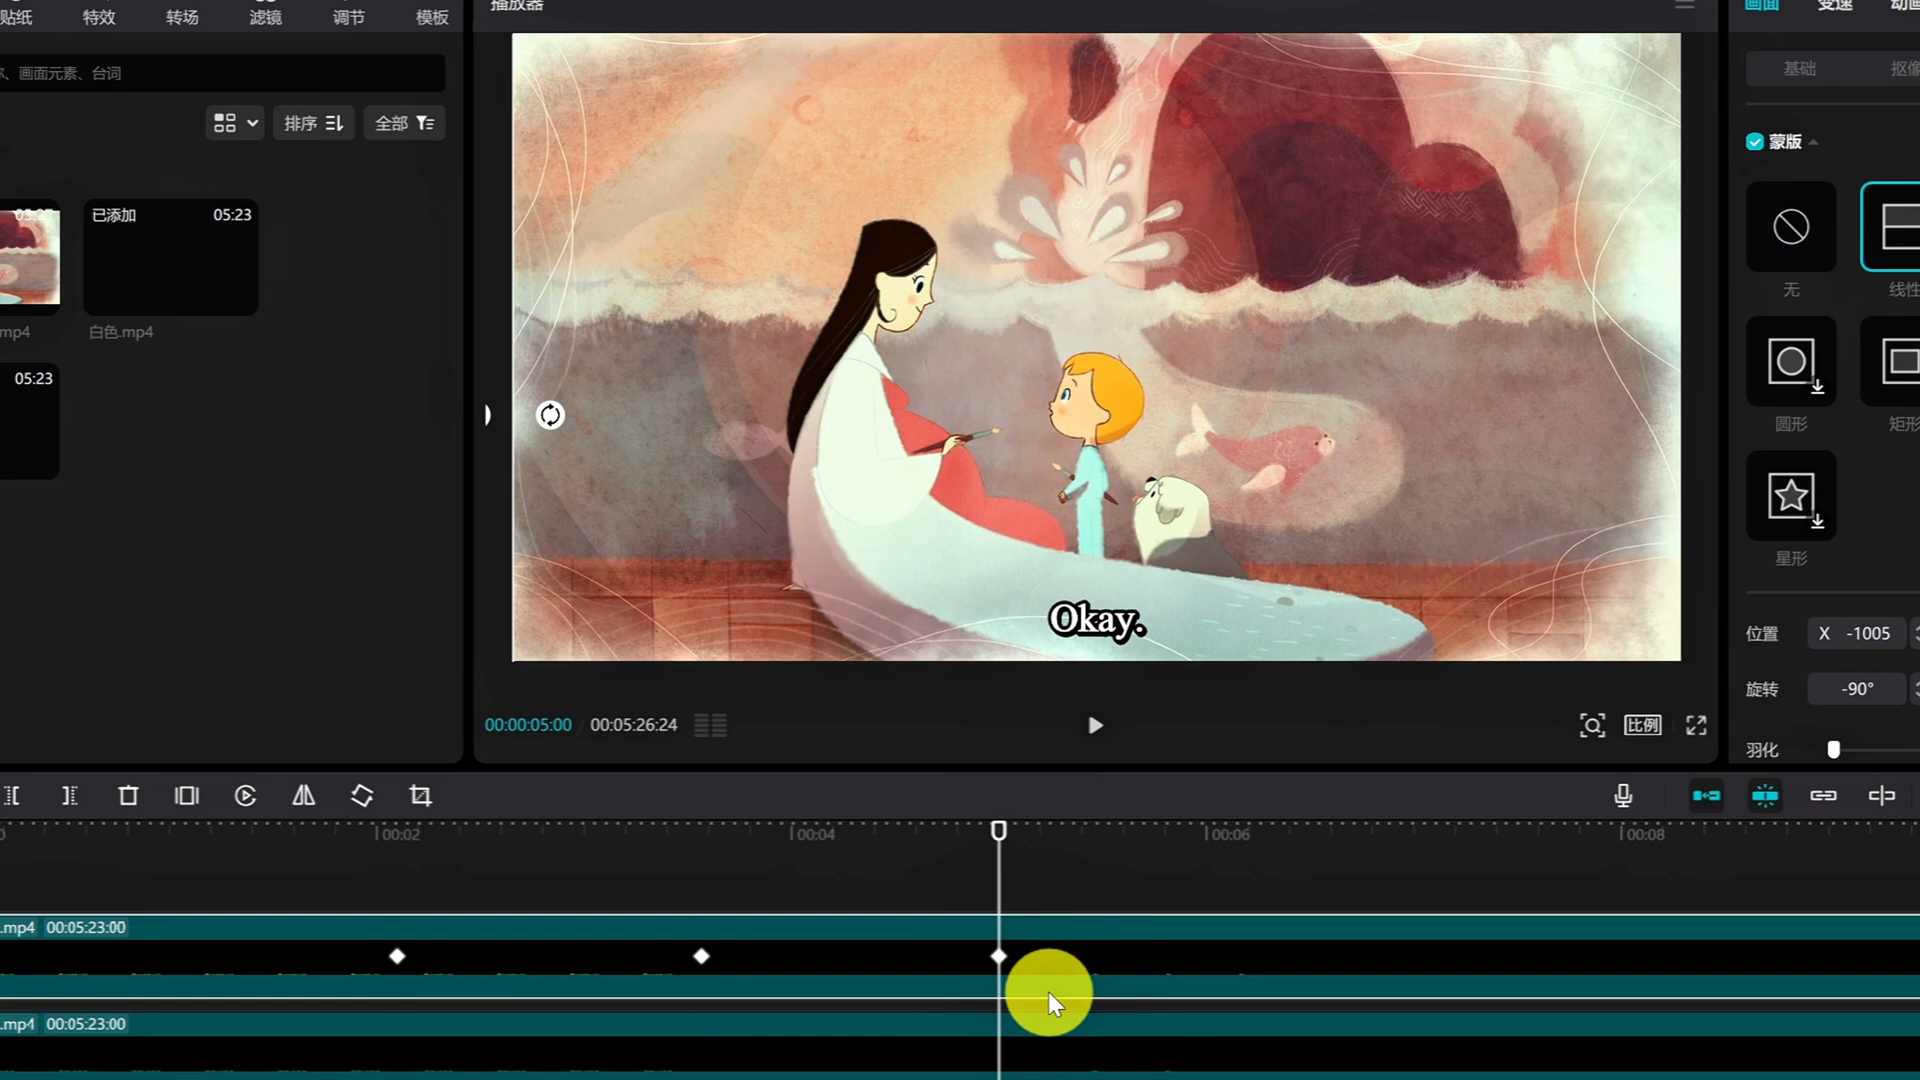 贴纸 特效 转场 滤镜 调节 模板
播放器
画面 变速 动画
画面元素、台词
排序 全部
基础 抠像
蒙版
05:27
已添加 05:23
.mp4 白色.mp4
05:23
无 线性
圆形 矩形
星形
Okay.
位置 X -1005
旋转 -90°
羽化
00:00:05:00 / 00:05:26:24
比例
00:02 00:04 00:06 00:08
.mp4 00:05:23:00
.mp4 00:05:23:00